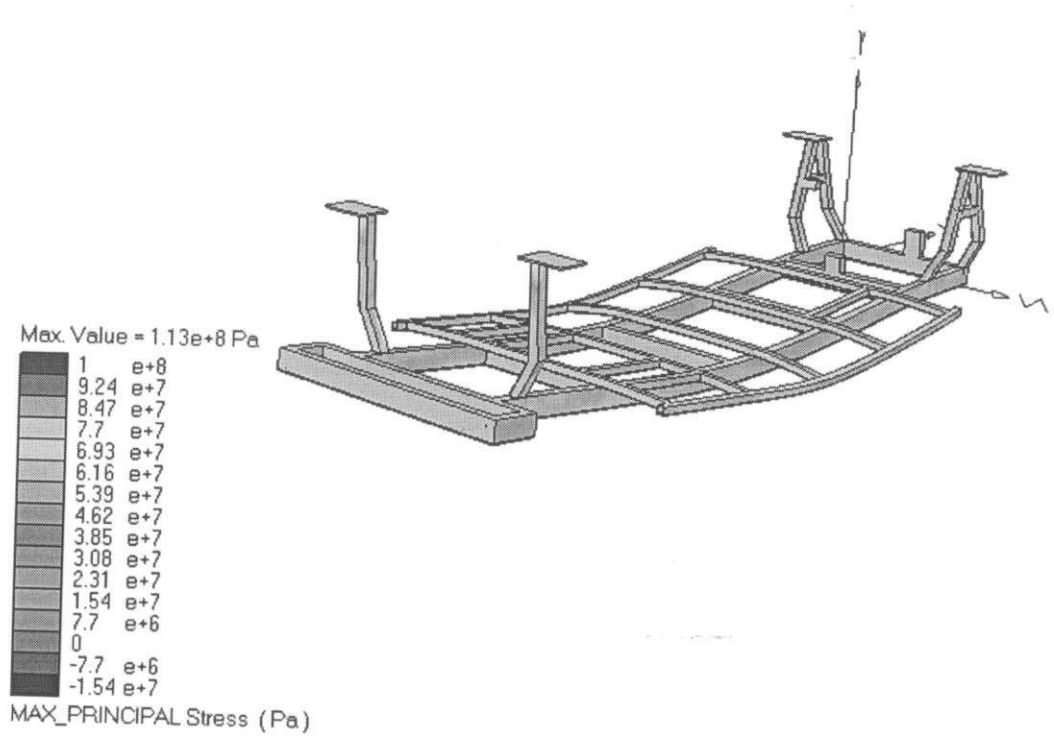 Y
Z
Max. Value = 1.13e+8 Pa
1 e+8
9.24 e+7
8.47 e+7
7.7 e+7
6.93 e+7
6.16 e+7
5.39 e+7
4.62 e+7
3.85 e+7
3.08 e+7
2.31 e+7
1.54 e+7
7.7 e+6
0
-7.7 e+6
-1.54 e+7
MAX_PRINCIPAL Stress (Pa)